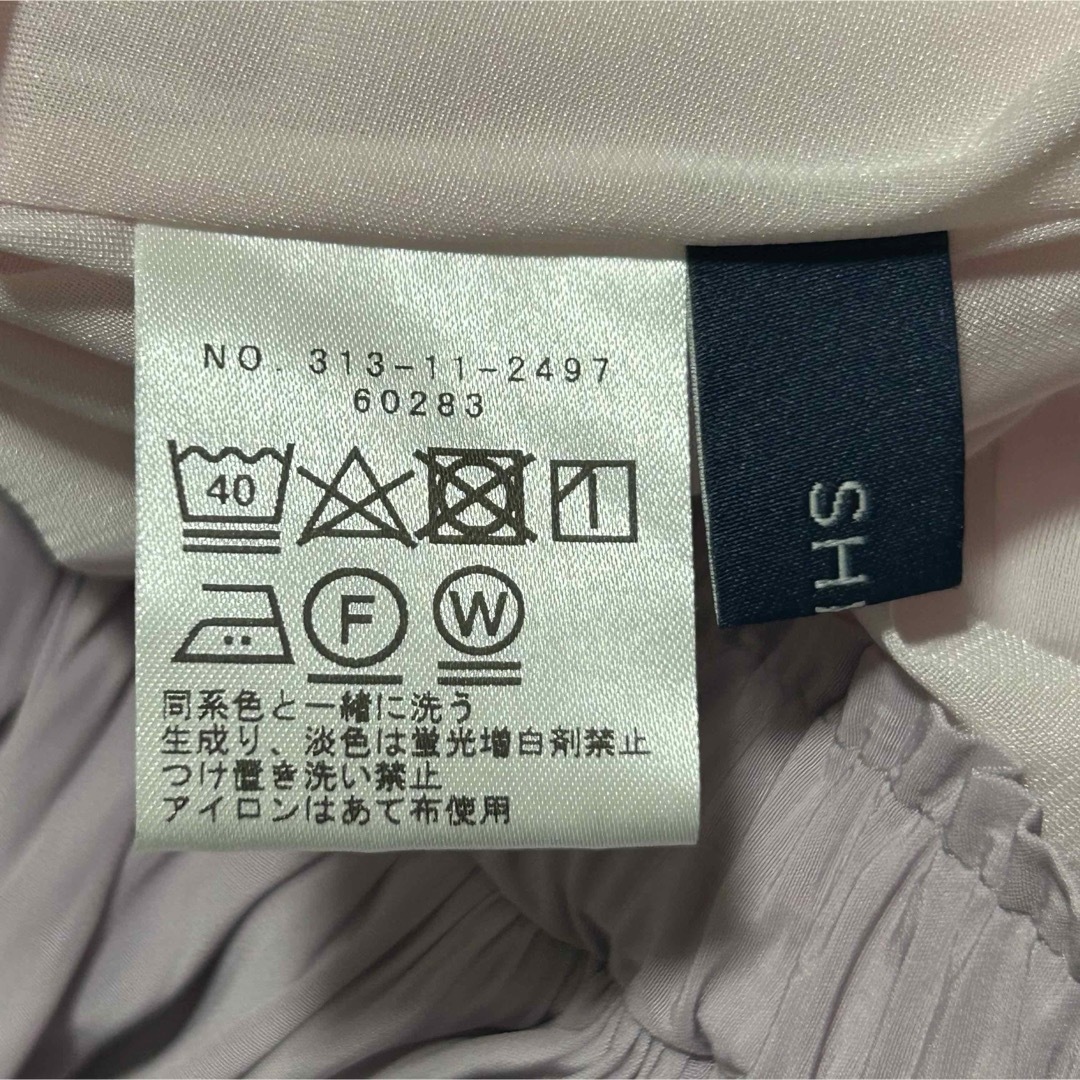 NO. 313-11-2497
60283
40
F
W
同系色と一緒に洗う
生成り、淡色は蛍光増白剤禁止
つけ置き洗い禁止
アイロンはあて布使用
SH